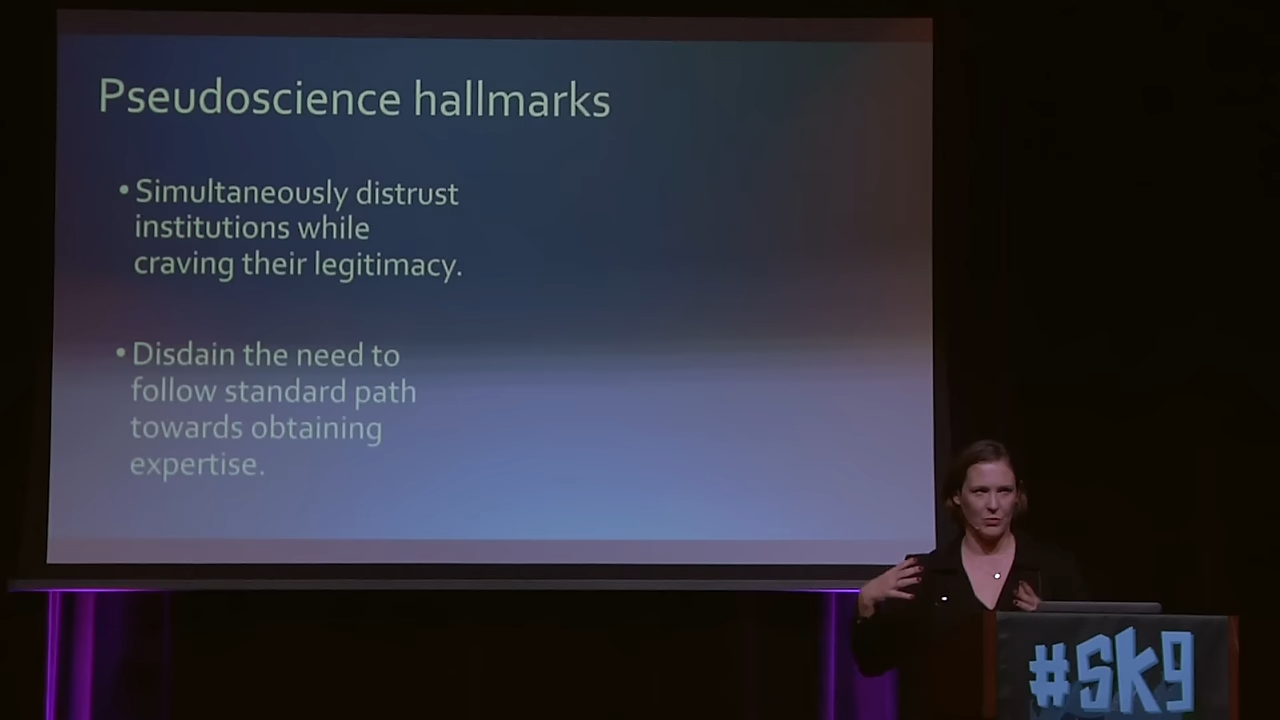 Pseudoscience hallmarks
• Simultaneously distrust
institutions while
craving their legitimacy.
• Disdain the need to
follow standard path
towards obtaining
expertise.
#Sk9